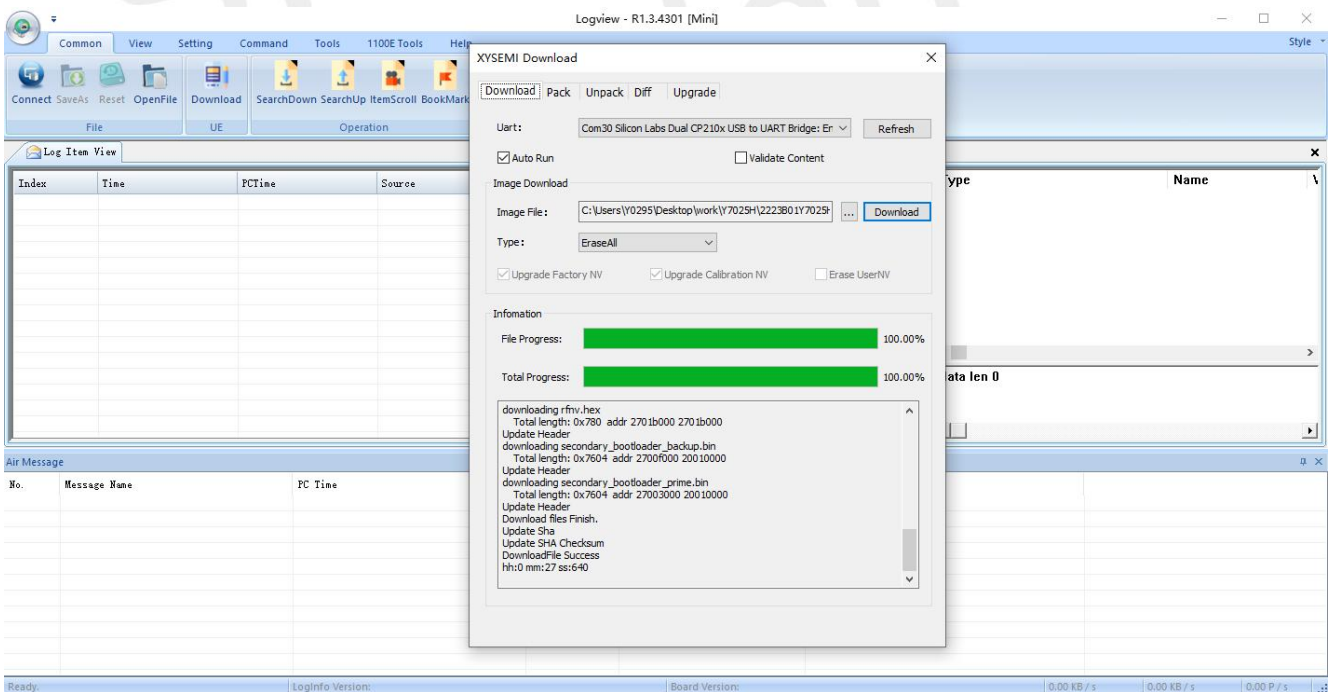 Logview - R1.3.4301 [Mini]
Common View Setting Command Tools 1100E Tools Help
Style
Connect SaveAs Reset OpenFile Download SearchDown SearchUp ItemScroll BookMark
File UE Operation
Log Item View
Index Time PCTime Source
XYSEMI Download
Download Pack Unpack Diff Upgrade
Uart: Com30 Silicon Labs Dual CP210x USB to UART Bridge: Er Refresh
Auto Run Validate Content
Image Download
Image File: C:\Users\Y0295\Desktop\work\Y7025H\2223B01Y7025H ... Download
Type: EraseAll
Upgrade Factory NV Upgrade Calibration NV Erase UserNV
Infomation
File Progress: 100.00%
Total Progress: 100.00%
downloading rfnv.hex
Total length: 0x780 addr 2701b000 2701b000
Update Header
downloading secondary_bootloader_backup.bin
Total length: 0x7604 addr 2700f000 20010000
Update Header
downloading secondary_bootloader_prime.bin
Total length: 0x7604 addr 27003000 20010000
Update Header
Download files Finish.
Update Sha
Update SHA Checksum
DownloadFile Success
hh:0 mm:27 ss:640
ype Name
ata len 0
Air Message
No. Message Name PC Time
Ready. LogInfo Version: Board Version: 0.00 KB / s 0.00 KB / s 0.00 P / s